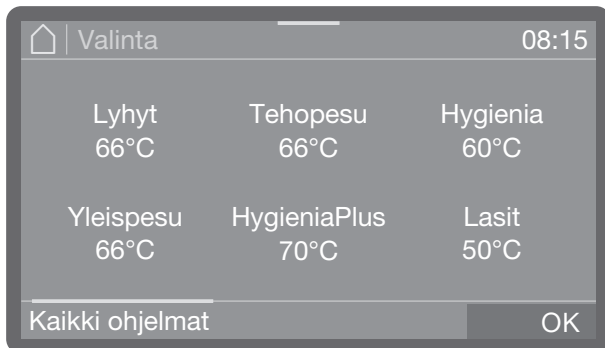 Valinta 08:15
Lyhyt Tehopesu Hygienia
66°C 66°C 60°C
Yleispesu HygieniaPlus Lasit
66°C 70°C 50°C
Kaikki ohjelmat OK